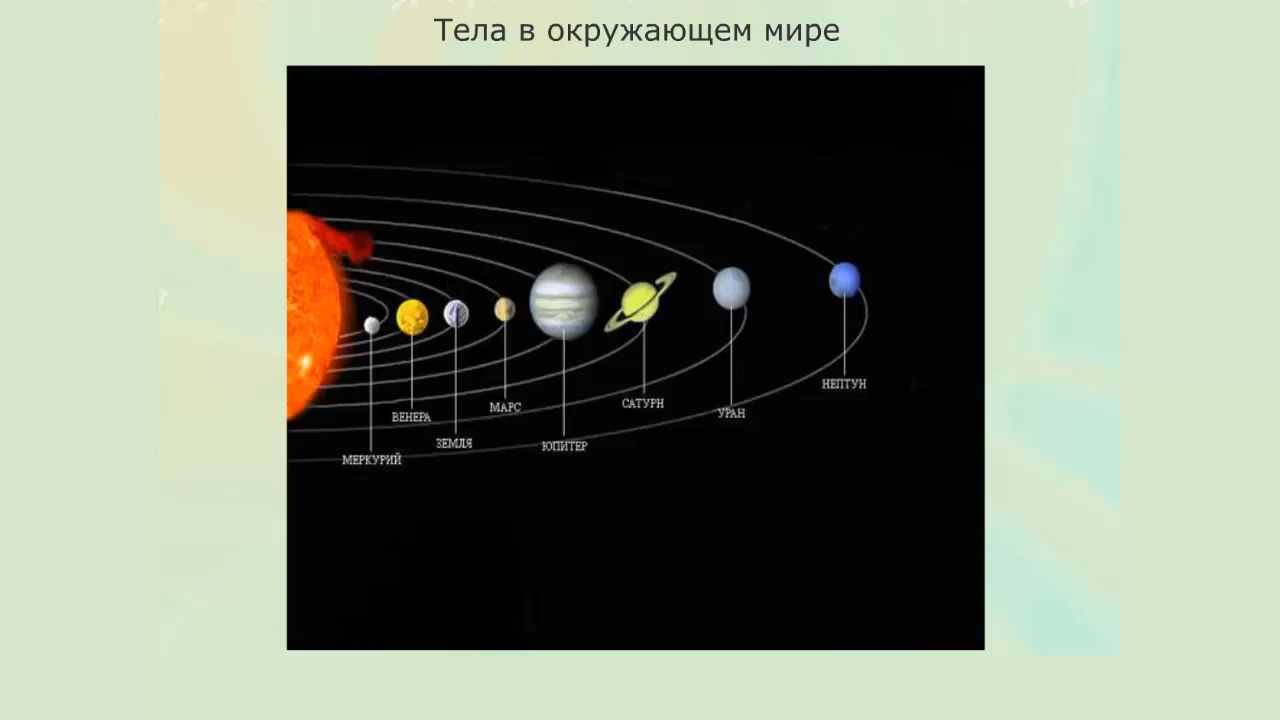 Тела в окружающем мире
НЕПТУН
САТУРН
МАРС
УРАН
ВЕНЕРА
ЗЕМЛЯ
ЮПИТЕР
МЕРКУРИЙ